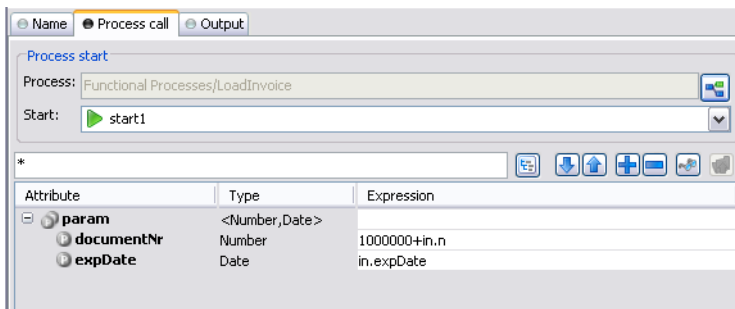 Name Process call Output
Process start
Process: Functional Processes/LoadInvoice
Start: start1
*
Attribute Type Expression
param <Number,Date>
documentNr Number 1000000+in.n
expDate Date in.expDate